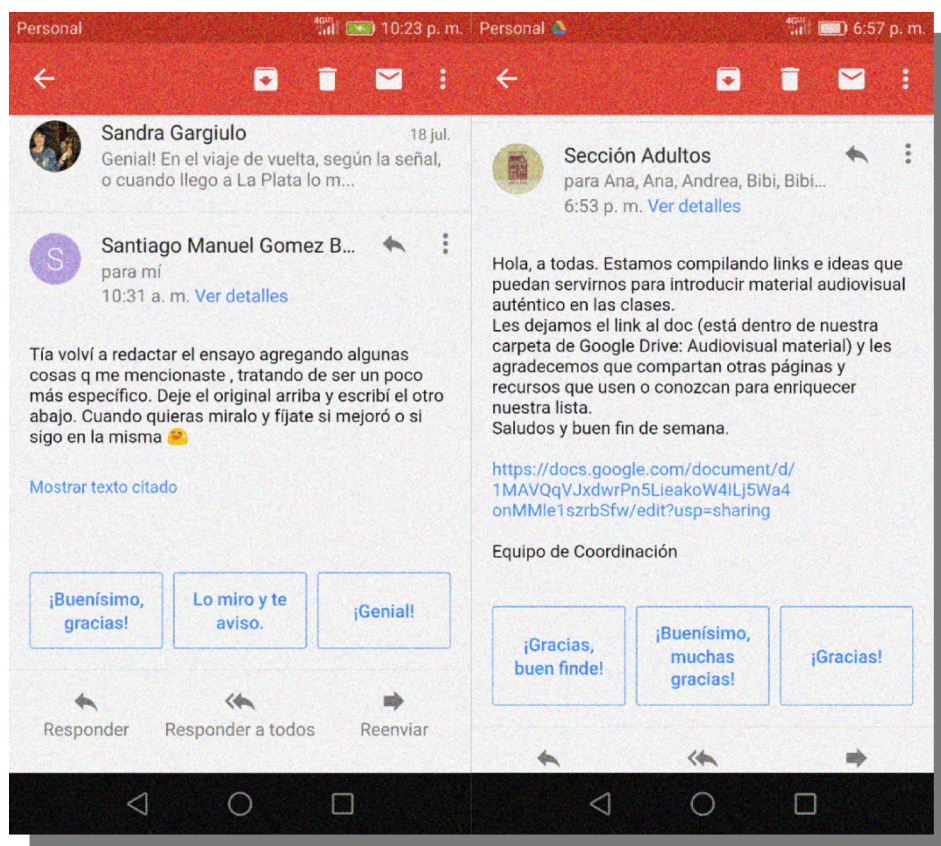 Personal
4G
10:23 p. m.
Sandra Gargiulo
18 jul.
Genial! En el viaje de vuelta, según la señal,
o cuando llego a La Plata lo m...
S
Santiago Manuel Gomez B...
para mí
10:31 a. m. Ver detalles
Tía volví a redactar el ensayo agregando algunas
cosas q me mencionaste , tratando de ser un poco
más específico. Deje el original arriba y escribí el otro
abajo. Cuando quieras miralo y fíjate si mejoró o si
sigo en la misma
Mostrar texto citado
¡Buenísimo,
gracias!
Lo miro y te
aviso.
¡Genial!
Responder
Responder a todos
Reenviar
Personal
4G
6:57 p. m.
Sección Adultos
para Ana, Ana, Andrea, Bibi, Bibi...
6:53 p. m. Ver detalles
Hola, a todas. Estamos compilando links e ideas que
puedan servirnos para introducir material audiovisual
auténtico en las clases.
Les dejamos el link al doc (está dentro de nuestra
carpeta de Google Drive: Audiovisual material) y les
agradecemos que compartan otras páginas y
recursos que usen o conozcan para enriquecer
nuestra lista.
Saludos y buen fin de semana.
https://docs.google.com/document/d/
1MAVQqVJxdwrPn5LieakoW4ILj5Wa4
onMMIe1szrbSfw/edit?usp=sharing
Equipo de Coordinación
¡Gracias,
buen finde!
¡Buenísimo,
muchas
gracias!
¡Gracias!